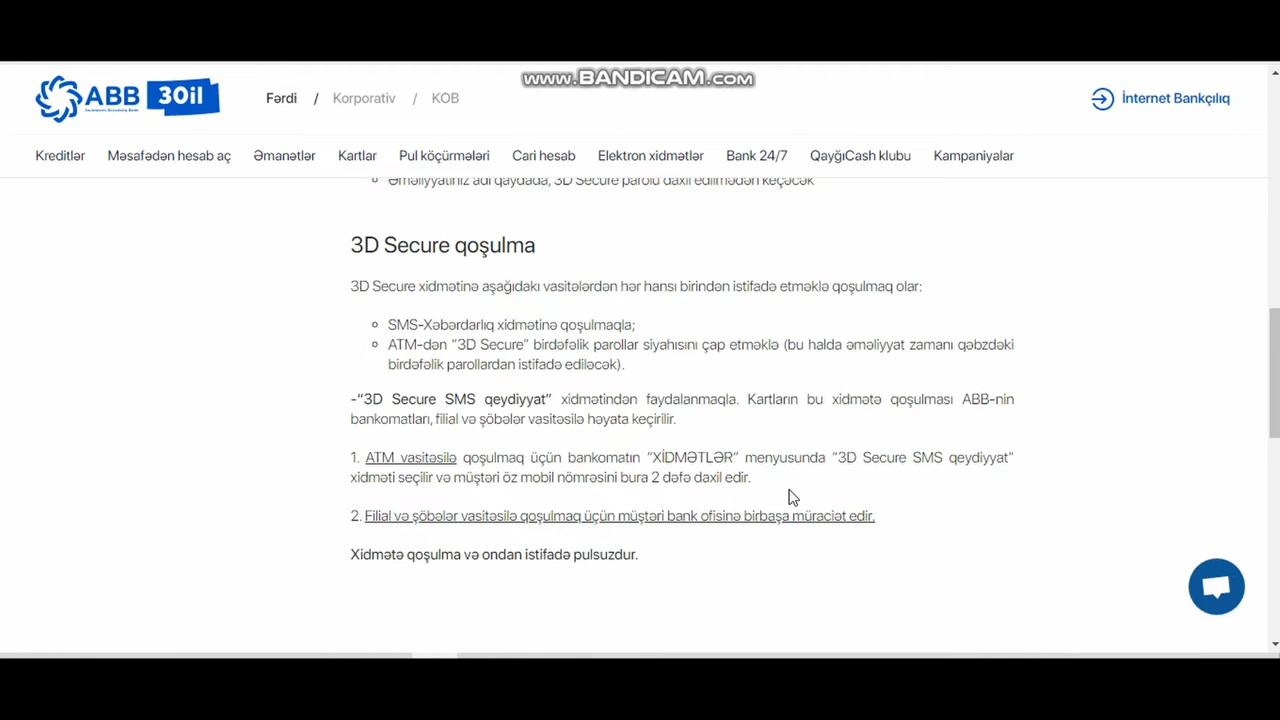 www.BANDICAM.com
ABB 30il
Fərdi / Korporativ / KOB
İnternet Bankçılıq
Kreditlər Məsafədən hesab aç Əmanətlər Kartlar Pul köçürmələri Cari hesab Elektron xidmətlər Bank 24/7 QayğıCash klubu Kampaniyalar
Əməliyyatınız adi qaydada, 3D Secure parolu daxil edilmədən keçəcək
3D Secure qoşulma
3D Secure xidmətinə aşağıdakı vasitələrdən hər hansı birindən istifadə etməklə qoşulmaq olar:
SMS-Xəbərdarlıq xidmətinə qoşulmaqla;
ATM-dən “3D Secure” birdəfəlik parollar siyahısını çap etməklə (bu halda əməliyyat zamanı qəbzdəki
birdəfəlik parollardan istifadə ediləcək).
-“3D Secure SMS qeydiyyat” xidmətindən faydalanmaqla. Kartların bu xidmətə qoşulması ABB-nin
bankomatları, filial və şöbələr vasitəsilə həyata keçirilir.
1. ATM vasitəsilə qoşulmaq üçün bankomatın “XİDMƏTLƏR” menyusunda “3D Secure SMS qeydiyyat”
xidməti seçilir və müştəri öz mobil nömrəsini bura 2 dəfə daxil edir.
2. Filial və şöbələr vasitəsilə qoşulmaq üçün müştəri bank ofisinə birbaşa müraciət edir.
Xidmətə qoşulma və ondan istifadə pulsuzdur.